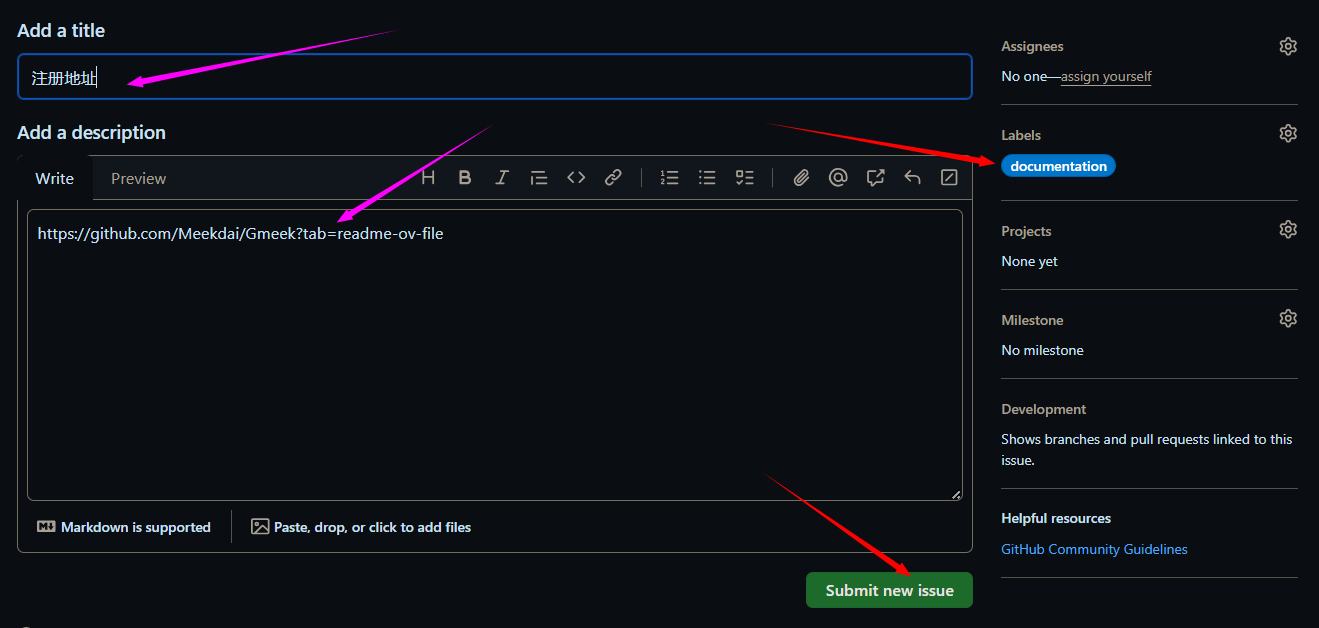 Add a title
注册地址
Add a description
Write Preview
https://github.com/Meekdai/Gmeek?tab=readme-ov-file
Markdown is supported
Paste, drop, or click to add files
Submit new issue
Assignees
No one—assign yourself
Labels
documentation
Projects
None yet
Milestone
No milestone
Development
Shows branches and pull requests linked to this
issue.
Helpful resources
GitHub Community Guidelines